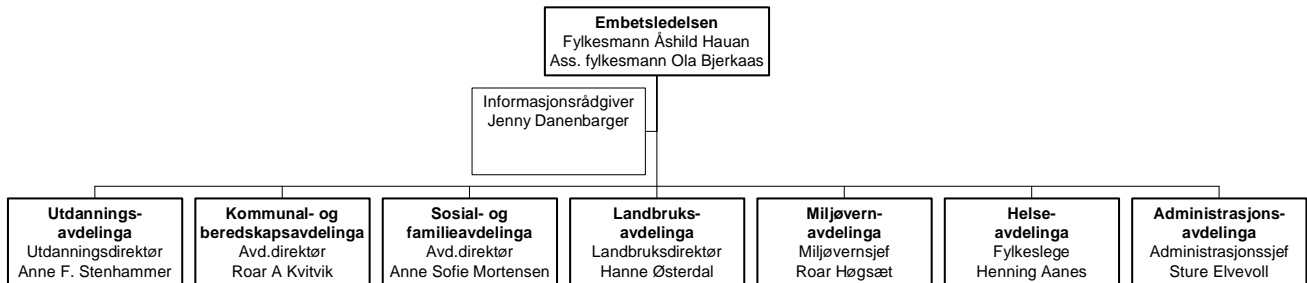 Embetsledelsen
Fylkesmann Åshild Hauan
Ass. fylkesmann Ola Bjerkaas
Informasjonsrådgiver
Jenny Danenbarger
Utdannings-
avdelinga
Utdanningsdirektør
Anne F. Stenhammer
Kommunal- og
beredskapsavdelinga
Avd.direktør
Roar A Kvitvik
Sosial- og
familieavdelinga
Avd.direktør
Anne Sofie Mortensen
Landbruks-
avdelinga
Landbruksdirektør
Hanne Østerdal
Miljøvern-
avdelinga
Miljøvernsjef
Roar Høgsæt
Helse-
avdelinga
Fylkeslege
Henning Aanes
Administrasjons-
avdelinga
Administrasjonssjef
Sture Elvevoll